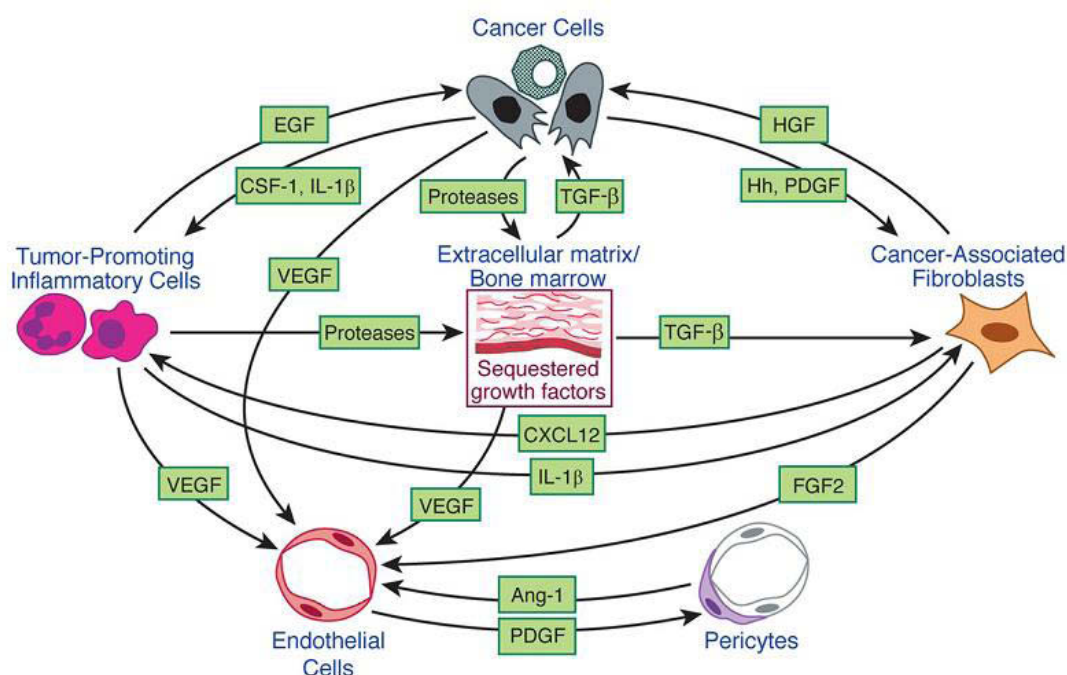 Cancer Cells
EGF
HGF
CSF-1, IL-1β
Proteases
TGF-β
Hh, PDGF
Tumor-Promoting
Inflammatory Cells
VEGF
Extracellular matrix/
Bone marrow
Cancer-Associated
Fibroblasts
Proteases
TGF-β
Sequestered
growth factors
CXCL12
IL-1β
VEGF
VEGF
FGF2
Ang-1
PDGF
Endothelial
Cells
Pericytes